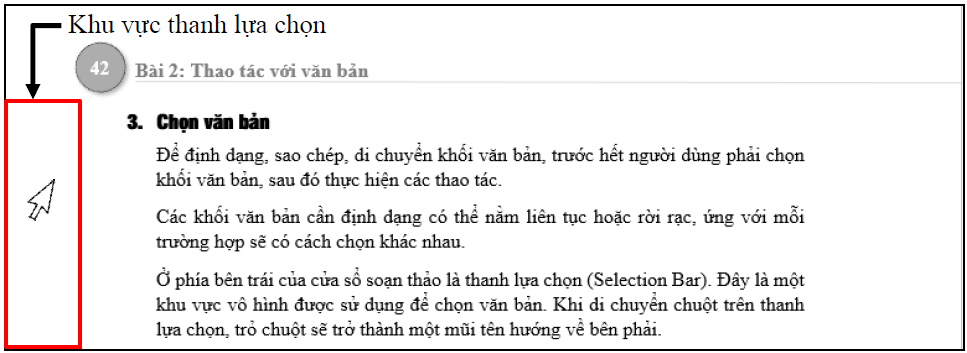 Khu vực thanh lựa chọn
42 Bài 2: Thao tác với văn bản
3. Chọn văn bản
Để định dạng, sao chép, di chuyển khối văn bản, trước hết người dùng phải chọn
khối văn bản, sau đó thực hiện các thao tác.
Các khối văn bản cần định dạng có thể nằm liên tục hoặc rời rạc, ứng với mỗi
trường hợp sẽ có cách chọn khác nhau.
Ở phía bên trái của cửa sổ soạn thảo là thanh lựa chọn (Selection Bar). Đây là một
khu vực vô hình được sử dụng để chọn văn bản. Khi di chuyển chuột trên thanh
lựa chọn, trỏ chuột sẽ trở thành một mũi tên hướng về bên phải.